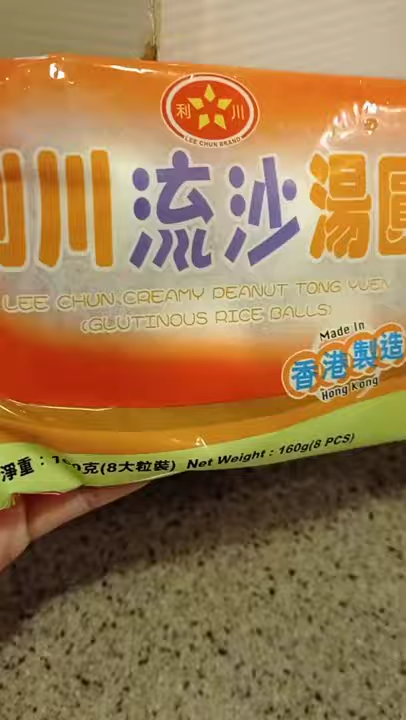 利 川
LEE CHUN BRAND
利川流沙湯圓
LEE CHUN CREAMY PEANUT TONG YUEN
(GLUTINOUS RICE BALLS)
Made In
香港製造
Hong Kong
淨重：160克(8大粒裝) Net Weight : 160g(8 PCS)